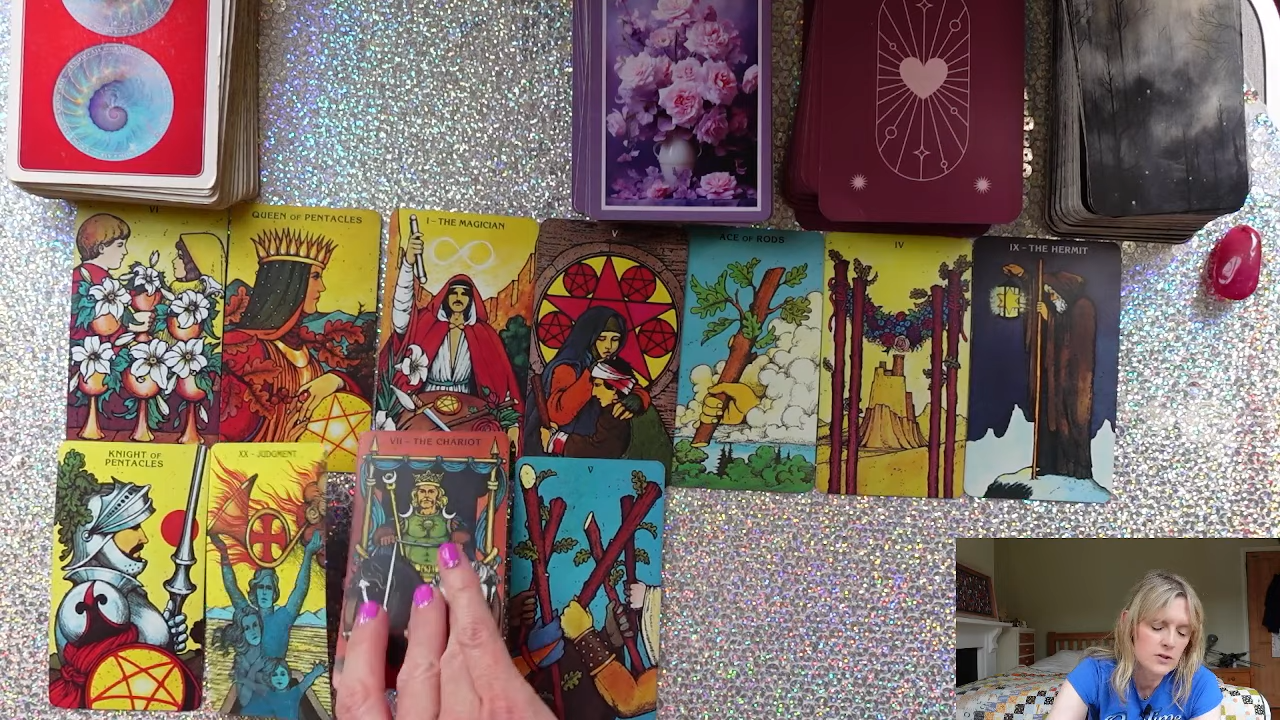 VI
QUEEN OF PENTACLES
I – THE MAGICIAN
V
ACE OF RODS
IV
IX – THE HERMIT
KNIGHT OF
PENTACLES
XX – JUDGMENT
VII – THE CHARIOT
V